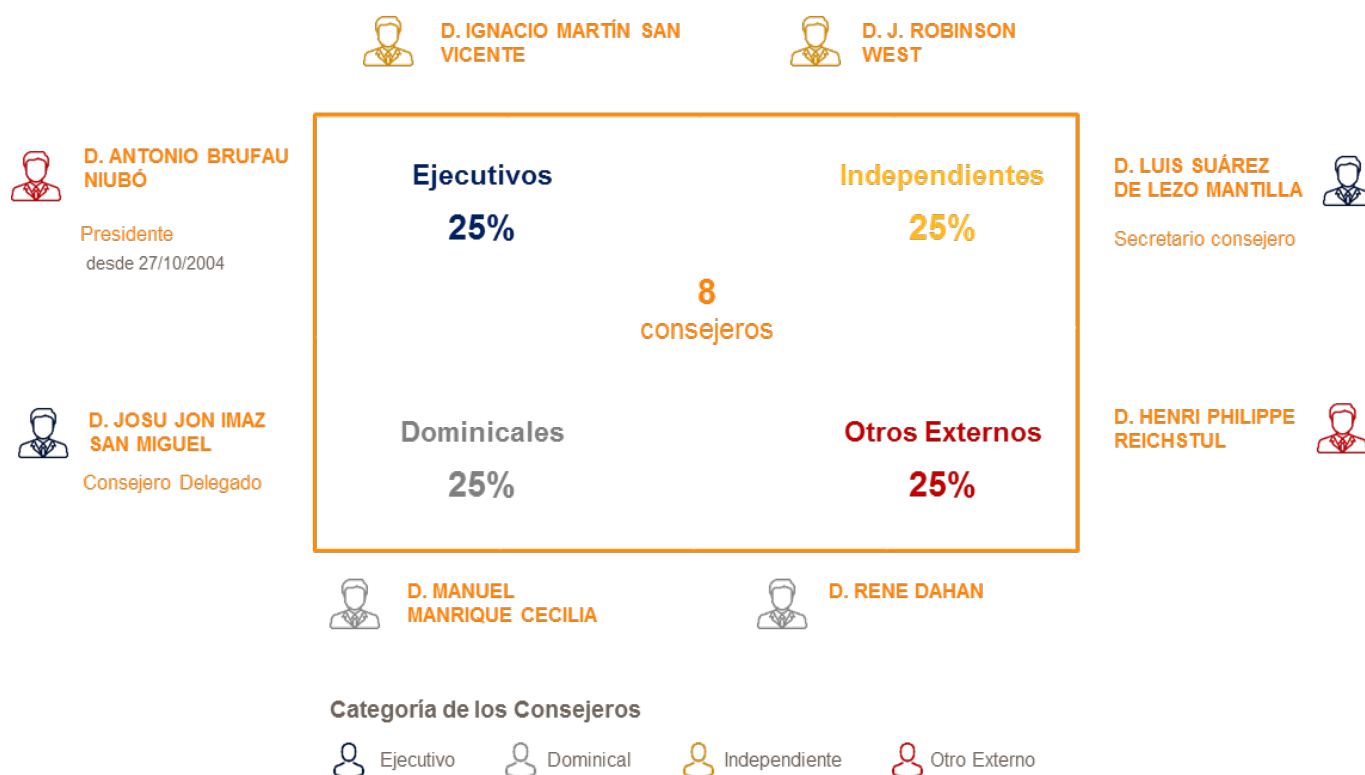 D. IGNACIO MARTÍN SAN
VICENTE
D. J. ROBINSON
WEST
D. ANTONIO BRUFAU
NIUBÓ
Presidente
desde 27/10/2004
Ejecutivos
25%
Independientes
25%
D. LUIS SUÁREZ
DE LEZO MANTILLA
Secretario consejero
8
consejeros
D. JOSU JON IMAZ
SAN MIGUEL
Consejero Delegado
Dominicales
25%
Otros Externos
25%
D. HENRI PHILIPPE
REICHSTUL
D. MANUEL
MANRIQUE CECILIA
D. RENE DAHAN
Categoría de los Consejeros
Ejecutivo
Dominical
Independiente
Otro Externo